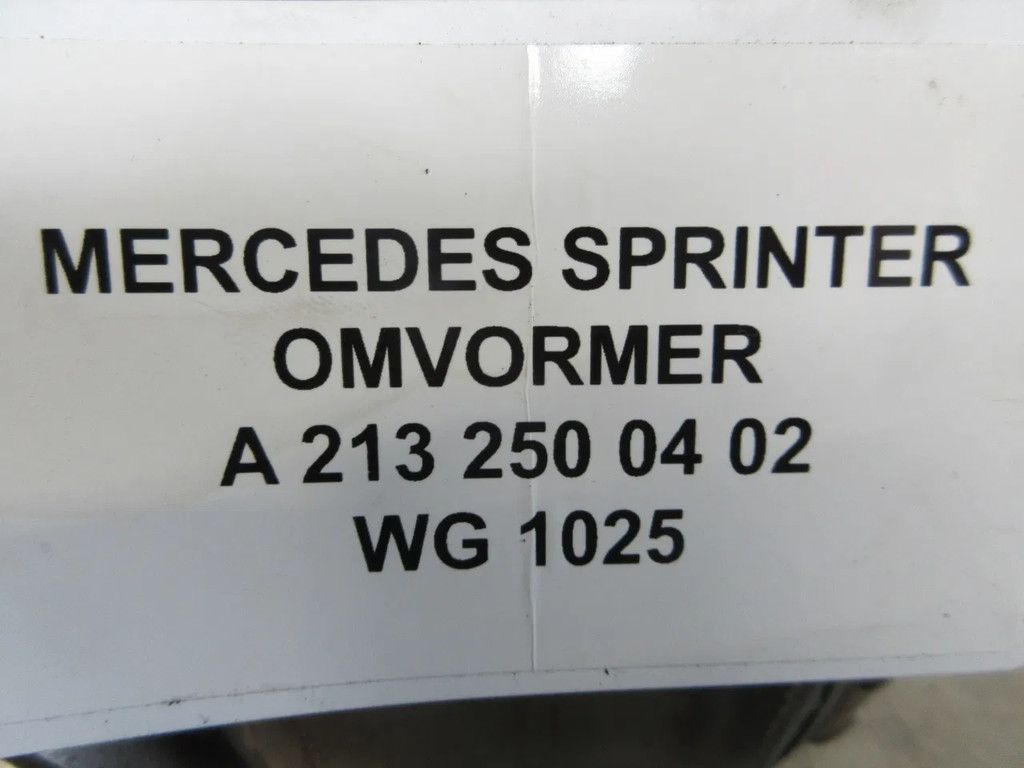 MERCEDES SPRINTER
OMVORMER
A 213 250 04 02
WG 1025